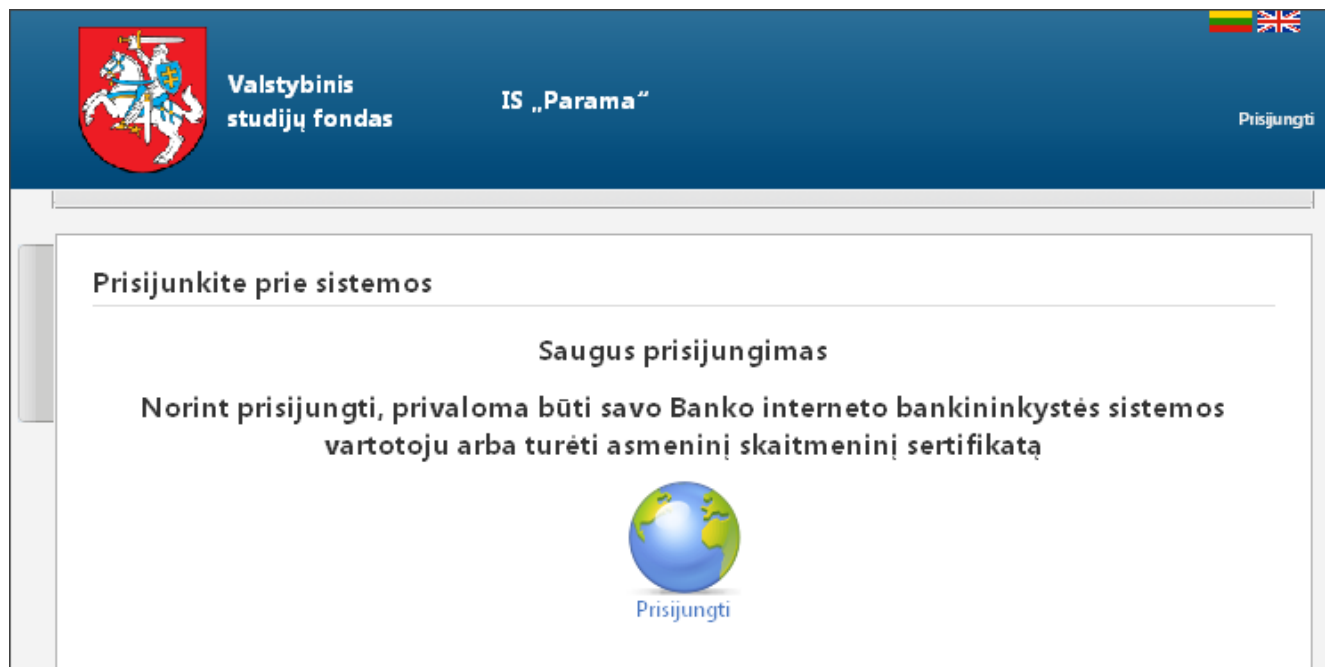 Valstybinis
studijų fondas
IS „Parama“
Prisijungti
Prisijunkite prie sistemos
Saugus prisijungimas
Norint prisijungti, privaloma būti savo Banko interneto bankininkystės sistemos
vartotoju arba turėti asmeninį skaitmeninį sertifikatą
Prisijungti